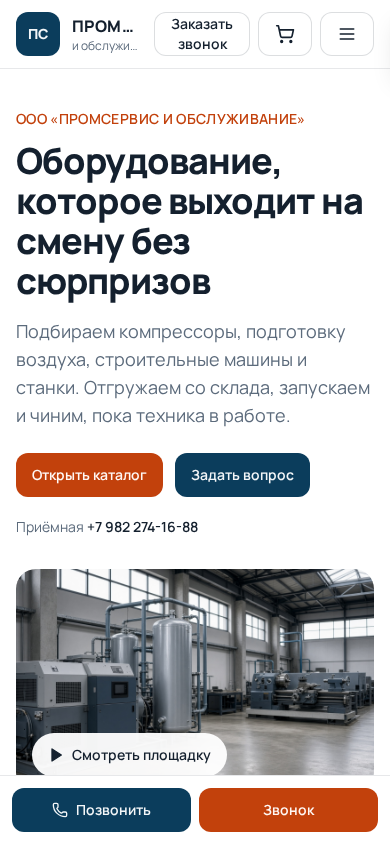 ПС
ПРОМ...
и обслужи...
Заказать
звонок
ООО «ПРОМСЕРВИС И ОБСЛУЖИВАНИЕ»
Оборудование,
которое выходит на
смену без
сюрпризов
Подбираем компрессоры, подготовку
воздуха, строительные машины и
станки. Отгружаем со склада, запускаем
и чиним, пока техника в работе.
Открыть каталог
Задать вопрос
Приёмная +7 982 274-16-88
Смотреть площадку
Позвонить
Звонок